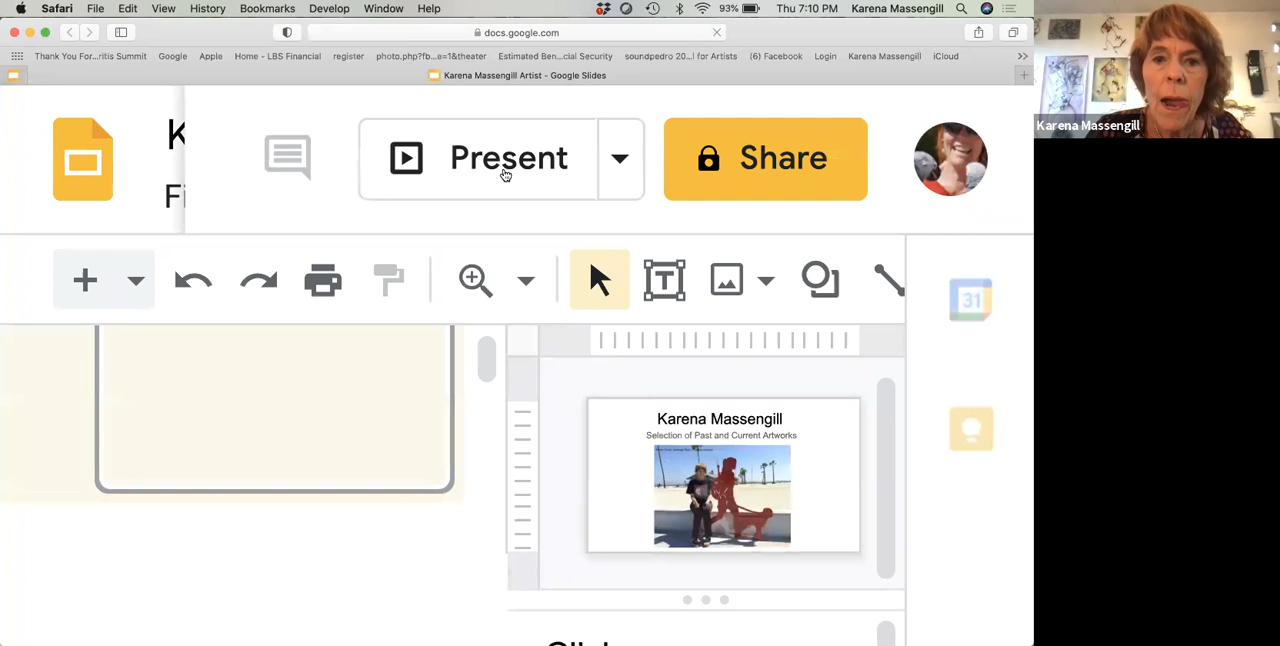 Safari File Edit View History Bookmarks Develop Window Help 93% Thu 7:10 PM Karena Massengill
docs.google.com
Thank You For....ritis Summit Google Apple Home - LBS Financial register photo.php?fb...e=1&theater Estimated Ben...cial Security soundpedro 20...l for Artists (6) Facebook Login Karena Massengill iCloud
Karena Massengill Artist - Google Slides
Karena Massengill
Present
Share
31
Karena Massengill
Selection of Past and Current Artworks